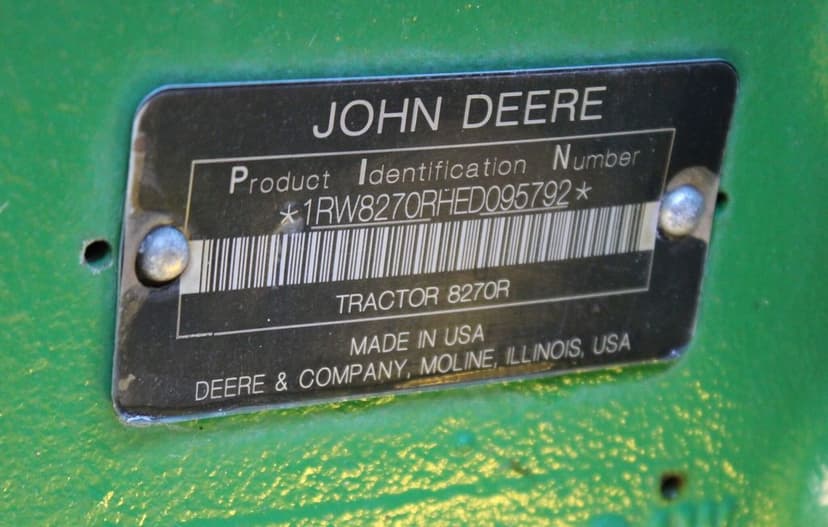 JOHN DEERE
Product Identification Number
*1RW8270RHED095792*
TRACTOR 8270R
MADE IN USA
DEERE & COMPANY, MOLINE, ILLINOIS, USA